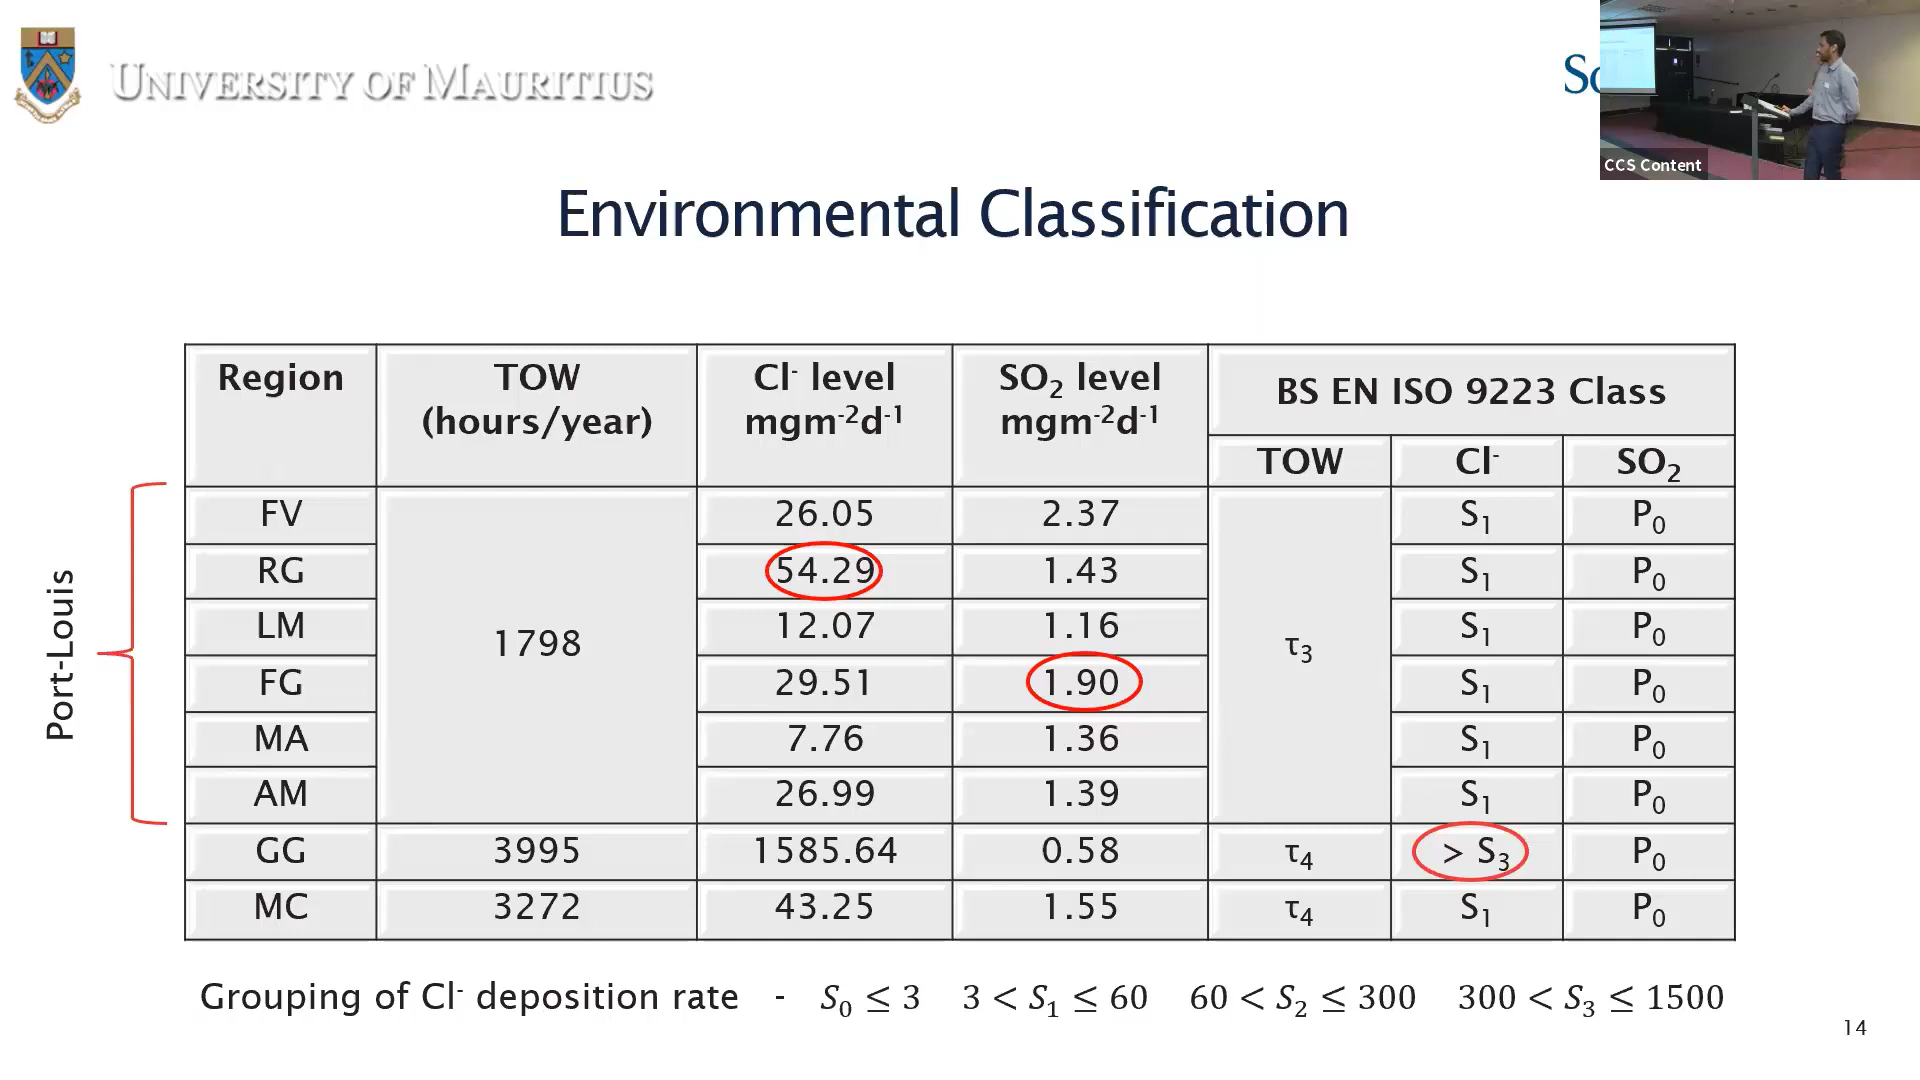 UNIVERSITY OF MAURITIUS
CCS Content
Environmental Classification
Region TOW (hours/year) Cl⁻ level mgm⁻²d⁻¹ SO₂ level mgm⁻²d⁻¹ BS EN ISO 9223 Class
TOW Cl⁻ SO₂
Port-Louis
FV 1798 26.05 2.37 τ₃ S₁ P₀
RG 54.29 1.43 S₁ P₀
LM 12.07 1.16 S₁ P₀
FG 29.51 1.90 S₁ P₀
MA 7.76 1.36 S₁ P₀
AM 26.99 1.39 S₁ P₀
GG 3995 1585.64 0.58 τ₄ > S₃ P₀
MC 3272 43.25 1.55 τ₄ S₁ P₀
Grouping of Cl⁻ deposition rate - S₀ ≤ 3 3 < S₁ ≤ 60 60 < S₂ ≤ 300 300 < S₃ ≤ 1500
14